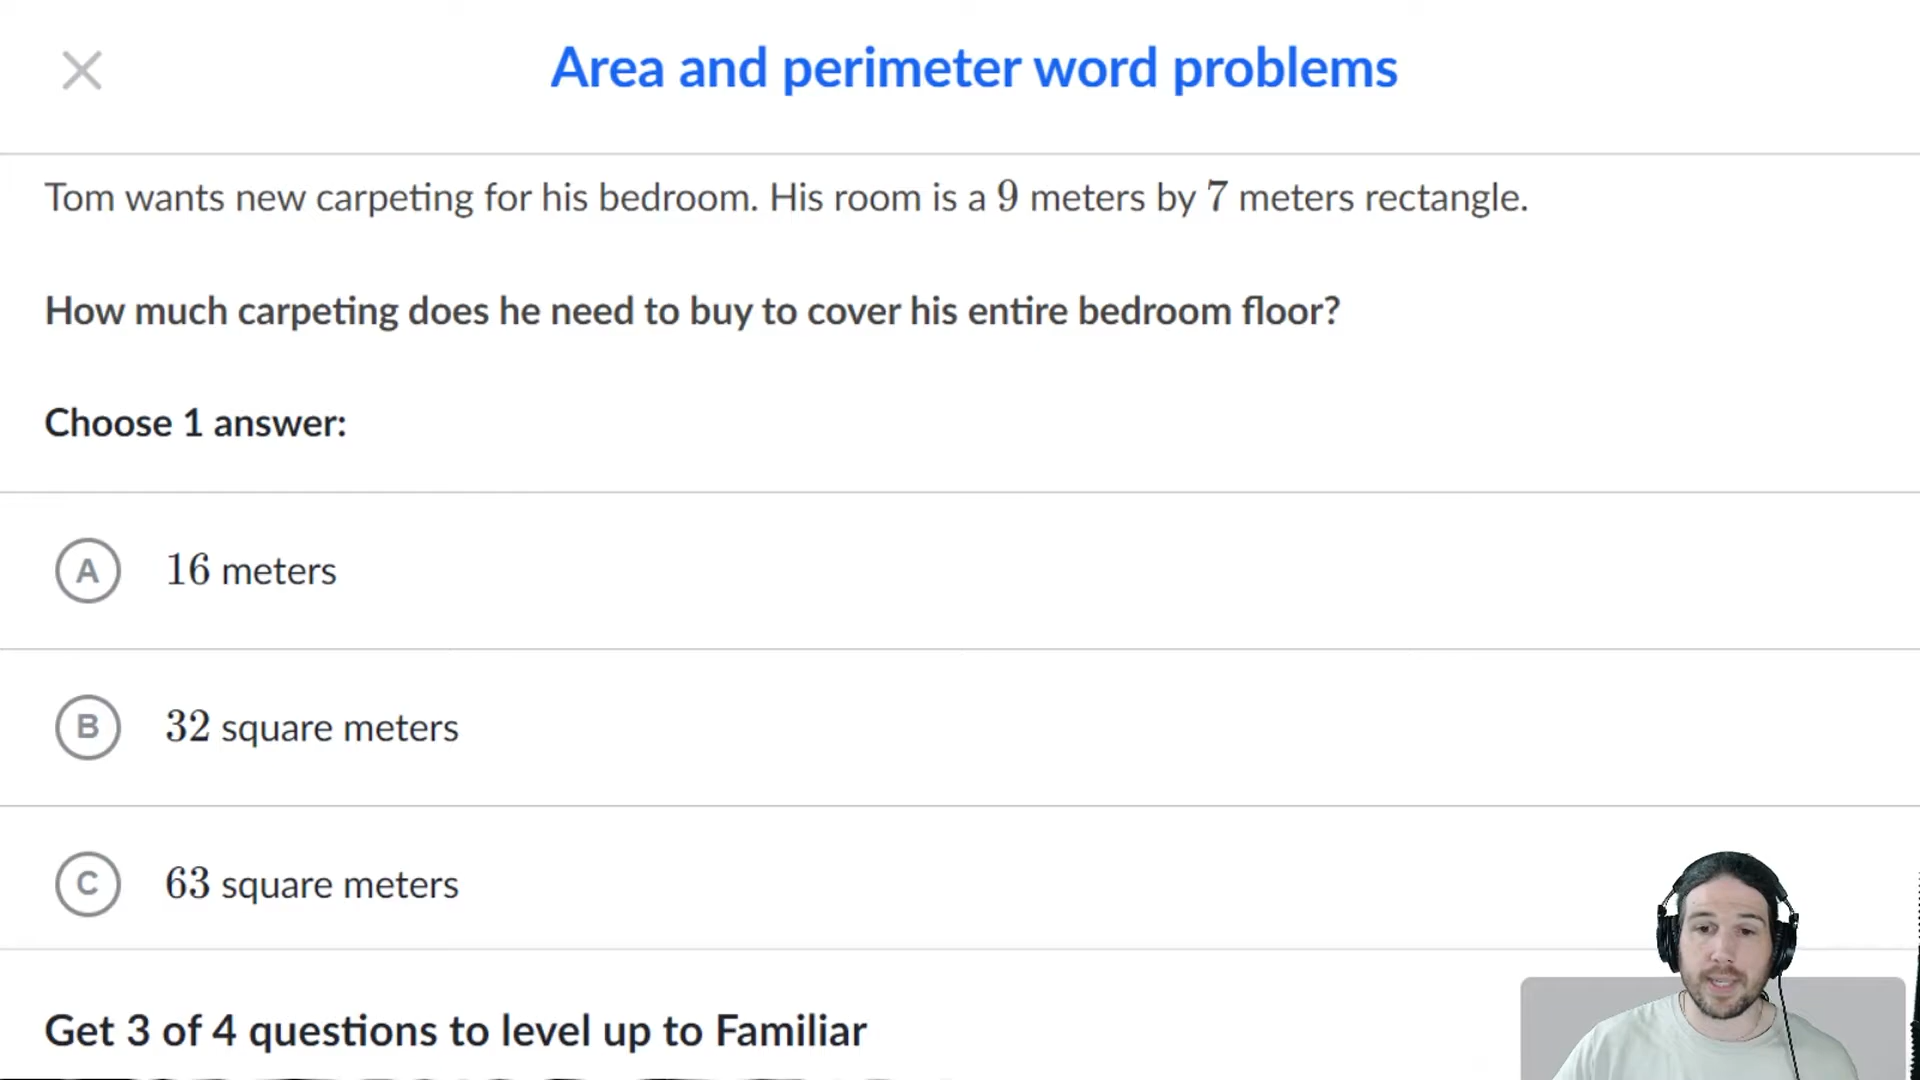 Area and perimeter word problems
Tom wants new carpeting for his bedroom. His room is a 9 meters by 7 meters rectangle.
How much carpeting does he need to buy to cover his entire bedroom floor?
Choose 1 answer:
A 16 meters
B 32 square meters
C 63 square meters
Get 3 of 4 questions to level up to Familiar